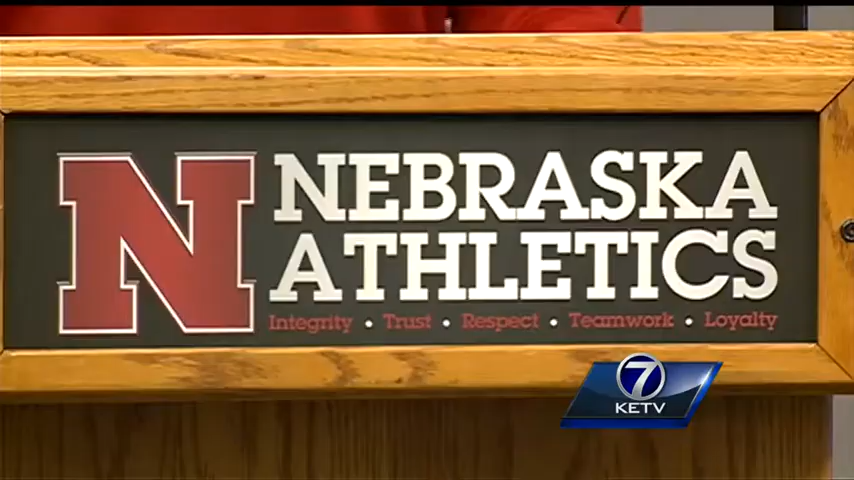 N NEBRASKA
ATHLETICS
Integrity • Trust • Respect • Teamwork • Loyalty
7
KETV